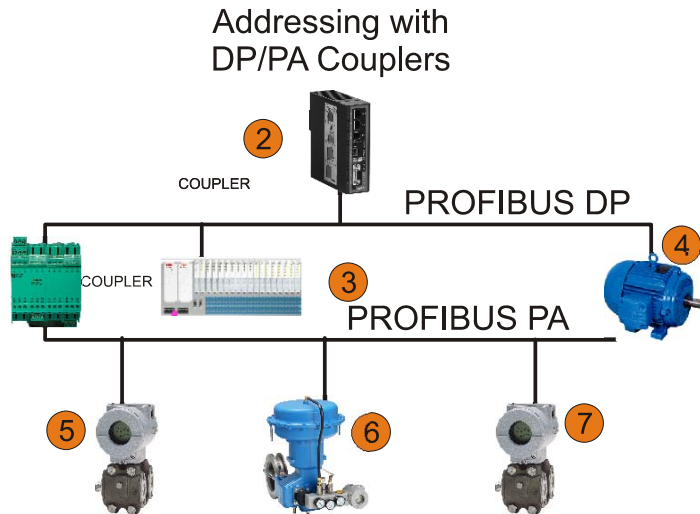 Addressing with
DP/PA Couplers
2
COUPLER
PROFIBUS DP
4
COUPLER
3
PROFIBUS PA
5
6
7